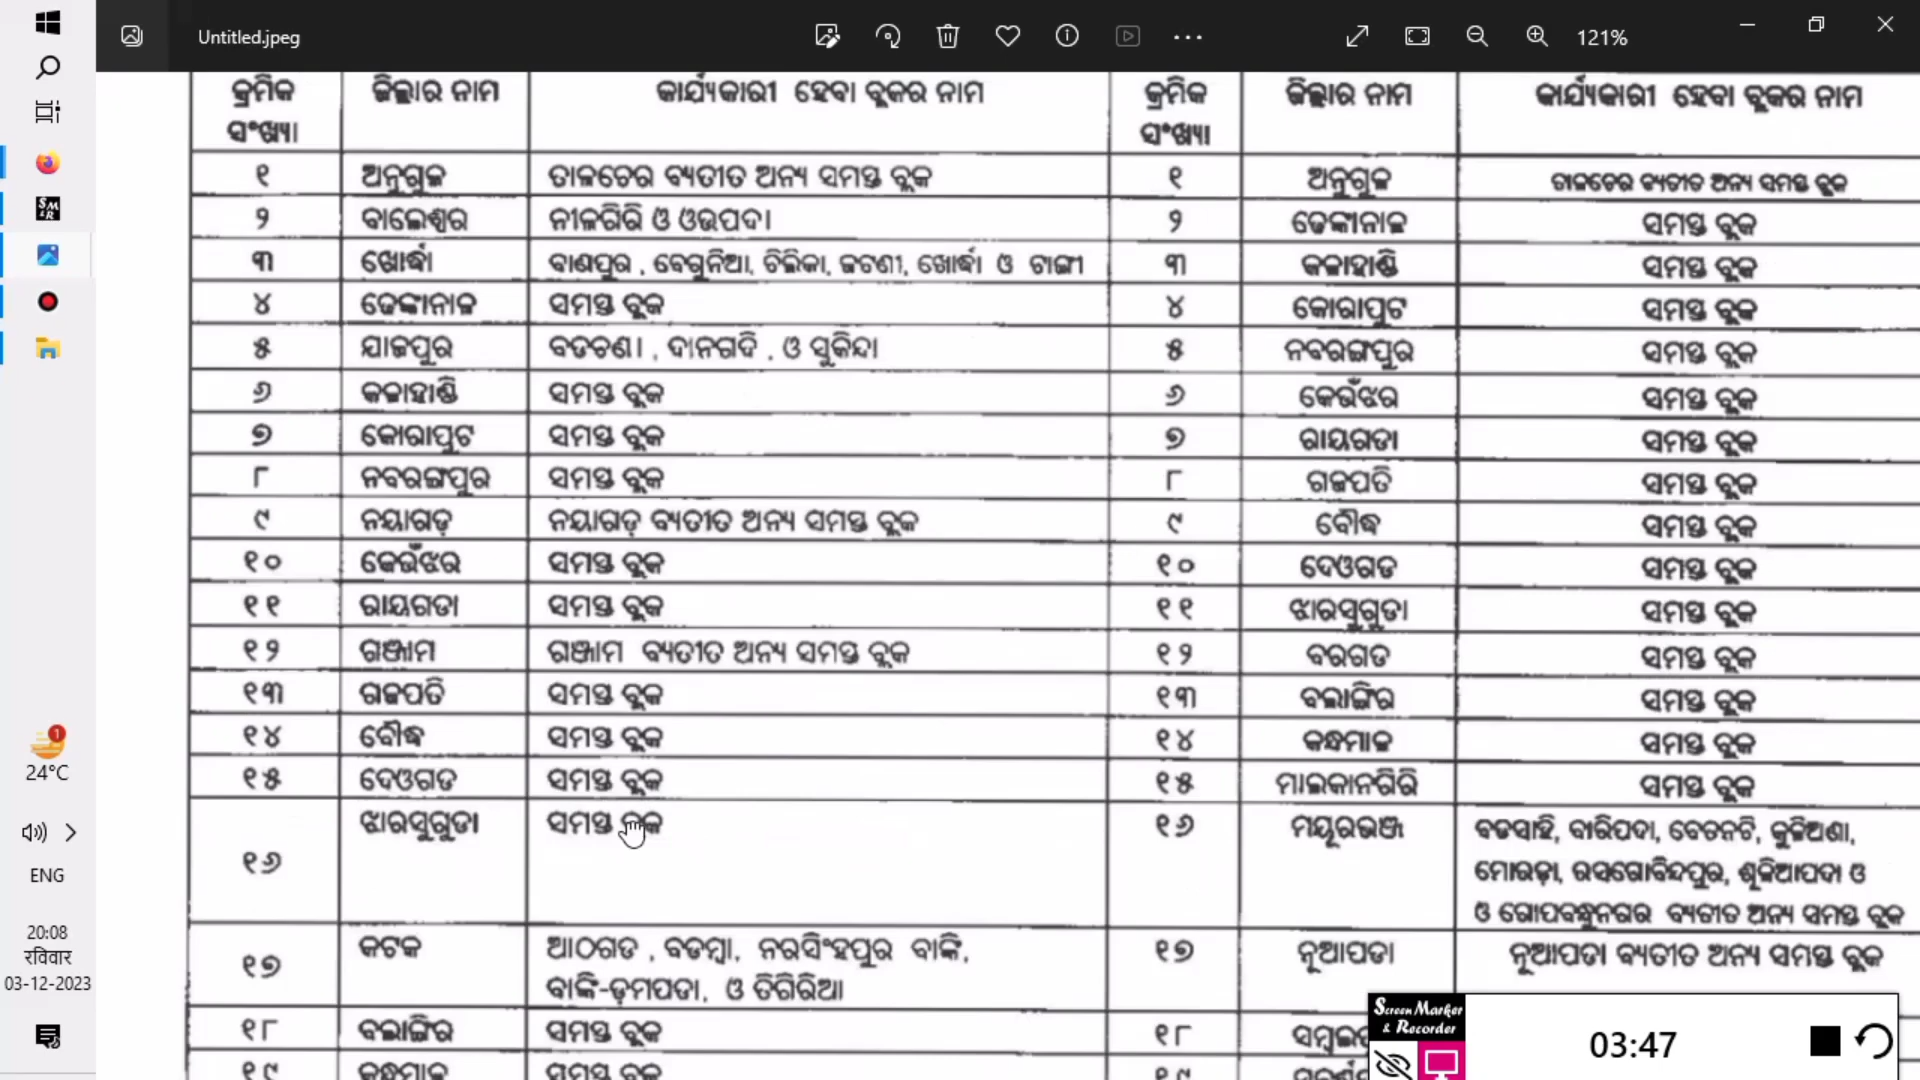 Untitled.jpeg
121%
କ୍ରମିକ ସଂଖ୍ୟା ଜିଲ୍ଲାର ନାମ କାର୍ଯ୍ୟକାରୀ ହେବା ବ୍ଲକର ନାମ କ୍ରମିକ ସଂଖ୍ୟା ଜିଲ୍ଲାର ନାମ କାର୍ଯ୍ୟକାରୀ ହେବା ବ୍ଲକର ନାମ
୧ ଅନୁଗୁଳ ତାଳଚେର ବ୍ୟତୀତ ଅନ୍ୟ ସମସ୍ତ ବ୍ଲକ ୧ ଅନୁଗୁଳ ତାଳଚେର ବ୍ୟତୀତ ଅନ୍ୟ ସମସ୍ତ ବ୍ଲକ
୨ ବାଲେଶ୍ୱର ନୀଳଗିରି ଓ ଓଉପଦା ୨ ଢେଙ୍କାନାଳ ସମସ୍ତ ବ୍ଲକ
୩ ଖୋର୍ଦ୍ଧା ବାଣପୁର , ବେଗୁନିଆ, ଚିଲିକା, ଜଟଣୀ, ଖୋର୍ଦ୍ଧା ଓ ଟାଙ୍ଗୀ ୩ କଳାହାଣ୍ଡି ସମସ୍ତ ବ୍ଲକ
୪ ଢେଙ୍କାନାଳ ସମସ୍ତ ବ୍ଲକ ୪ କୋରାପୁଟ ସମସ୍ତ ବ୍ଲକ
୫ ଯାଜପୁର ବଡଚଣା , ଦାନଗଦି , ଓ ସୁକିନ୍ଦା ୫ ନବରଙ୍ଗପୁର ସମସ୍ତ ବ୍ଲକ
୬ କଳାହାଣ୍ଡି ସମସ୍ତ ବ୍ଲକ ୬ କେଉଁଝର ସମସ୍ତ ବ୍ଲକ
୭ କୋରାପୁଟ ସମସ୍ତ ବ୍ଲକ ୭ ରାୟଗଡା ସମସ୍ତ ବ୍ଲକ
୮ ନବରଙ୍ଗପୁର ସମସ୍ତ ବ୍ଲକ ୮ ଗଜପତି ସମସ୍ତ ବ୍ଲକ
୯ ନୟାଗଡ଼ ନୟାଗଡ଼ ବ୍ୟତୀତ ଅନ୍ୟ ସମସ୍ତ ବ୍ଲକ ୯ ବୌଦ୍ଧ ସମସ୍ତ ବ୍ଲକ
୧୦ କେଉଁଝର ସମସ୍ତ ବ୍ଲକ ୧୦ ଦେଓଗଡ ସମସ୍ତ ବ୍ଲକ
୧୧ ରାୟଗଡା ସମସ୍ତ ବ୍ଲକ ୧୧ ଝାରସୁଗୁଡା ସମସ୍ତ ବ୍ଲକ
୧୨ ଗଞ୍ଜାମ ଗଞ୍ଜାମ ବ୍ୟତୀତ ଅନ୍ୟ ସମସ୍ତ ବ୍ଲକ ୧୨ ବରଗଡ ସମସ୍ତ ବ୍ଲକ
୧୩ ଗଜପତି ସମସ୍ତ ବ୍ଲକ ୧୩ ବଲାଙ୍ଗିର ସମସ୍ତ ବ୍ଲକ
୧୪ ବୌଦ୍ଧ ସମସ୍ତ ବ୍ଲକ ୧୪ କନ୍ଧମାଳ ସମସ୍ତ ବ୍ଲକ
୧୫ ଦେଓଗଡ ସମସ୍ତ ବ୍ଲକ ୧୫ ମାଲକାନଗିରି ସମସ୍ତ ବ୍ଲକ
୧୬ ଝାରସୁଗୁଡା ସମସ୍ତ ବ୍ଲକ ୧୬ ମୟୂରଭଞ୍ଜ ବଡସାହି, ବାରିପଦା, ବେତନଟି, କୁଳିଅଣା,
ମୋରଡ଼ା, ରସଗୋବିନ୍ଦପୁର, ଶୂଳିଆପଦା ଓ
ଓ ଗୋପବନ୍ଧୁନଗର ବ୍ୟତୀତ ଅନ୍ୟ ସମସ୍ତ ବ୍ଲକ
୧୭ କଟକ ଆଠଗଡ , ବଡମ୍ବା, ନରସିଂହପୁର ବାଙ୍କି, ୧୭ ନୂଆପଡା ନୂଆପଡା ବ୍ୟତୀତ ଅନ୍ୟ ସମସ୍ତ ବ୍ଲକ
ବାଙ୍କି-ଡ଼ମପଡା, ଓ ତିଗିରିଆ
୧୮ ବଲାଙ୍ଗିର ସମସ୍ତ ବ୍ଲକ ୧୮
୧୯ କନ୍ଧମାଳ ସମସ୍ତ ବ୍ଲକ ୧୯
1
24°C
ENG
20:08
रविवार
03-12-2023
SM &R
Screen Marker
& Recorder
03:47